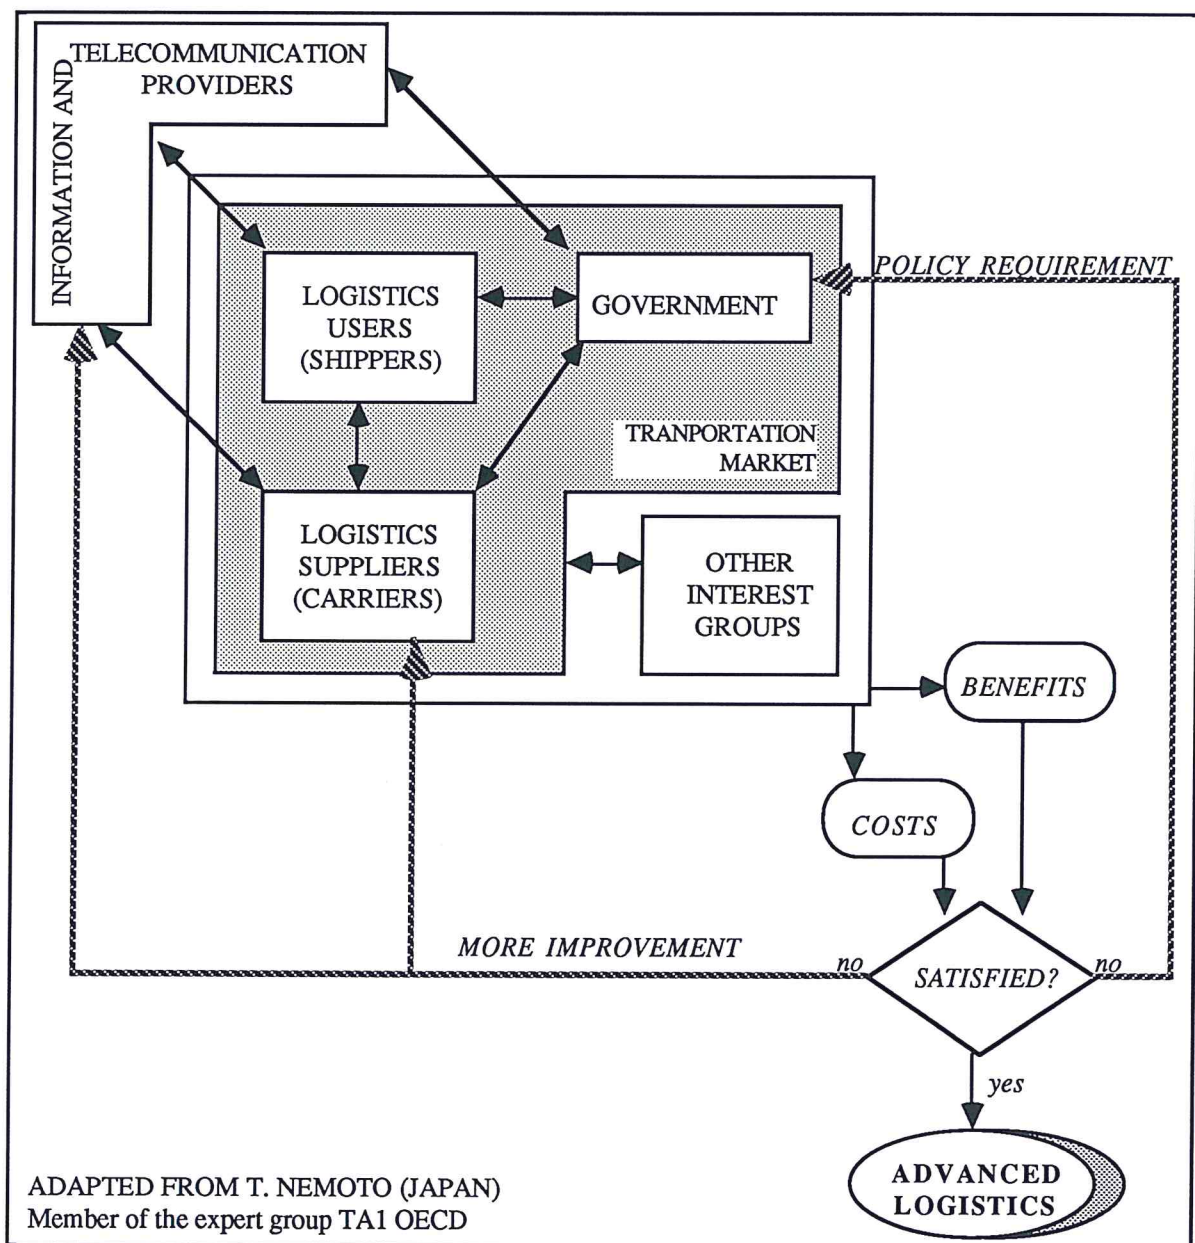 TELECOMMUNICATION
PROVIDERS
INFORMATION AND
LOGISTICS
USERS
(SHIPPERS)
GOVERNMENT
POLICY REQUIREMENT
TRANPORTATION
MARKET
LOGISTICS
SUPPLIERS
(CARRIERS)
OTHER
INTEREST
GROUPS
BENEFITS
COSTS
MORE IMPROVEMENT
no
SATISFIED?
no
yes
ADVANCED
LOGISTICS
ADAPTED FROM T. NEMOTO (JAPAN)
Member of the expert group TA1 OECD